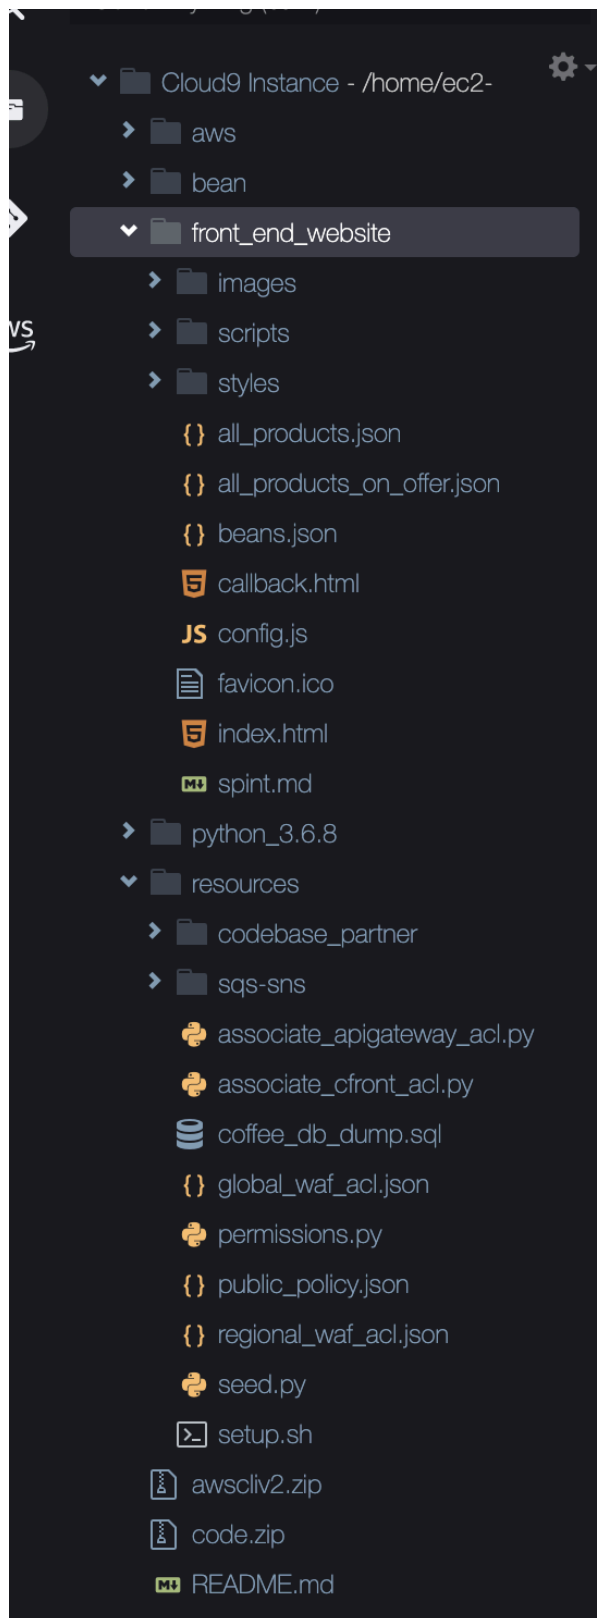 Cloud9 Instance - /home/ec2-
aws
bean
front_end_website
images
scripts
styles
all_products.json
all_products_on_offer.json
beans.json
callback.html
JS config.js
favicon.ico
index.html
spint.md
python_3.6.8
resources
codebase_partner
sqs-sns
associate_apigateway_acl.py
associate_cfront_acl.py
coffee_db_dump.sql
global_waf_acl.json
permissions.py
public_policy.json
regional_waf_acl.json
seed.py
setup.sh
awscliv2.zip
code.zip
README.md